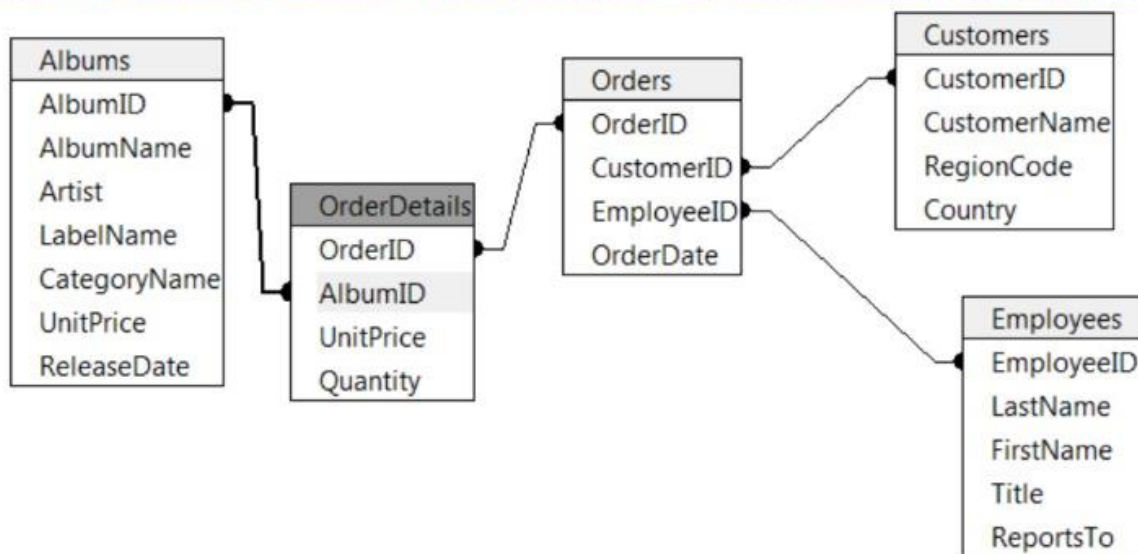 Albums
AlbumID
AlbumName
Artist
LabelName
CategoryName
UnitPrice
ReleaseDate
OrderDetails
OrderID
AlbumID
UnitPrice
Quantity
Orders
OrderID
CustomerID
EmployeeID
OrderDate
Customers
CustomerID
CustomerName
RegionCode
Country
Employees
EmployeeID
LastName
FirstName
Title
ReportsTo